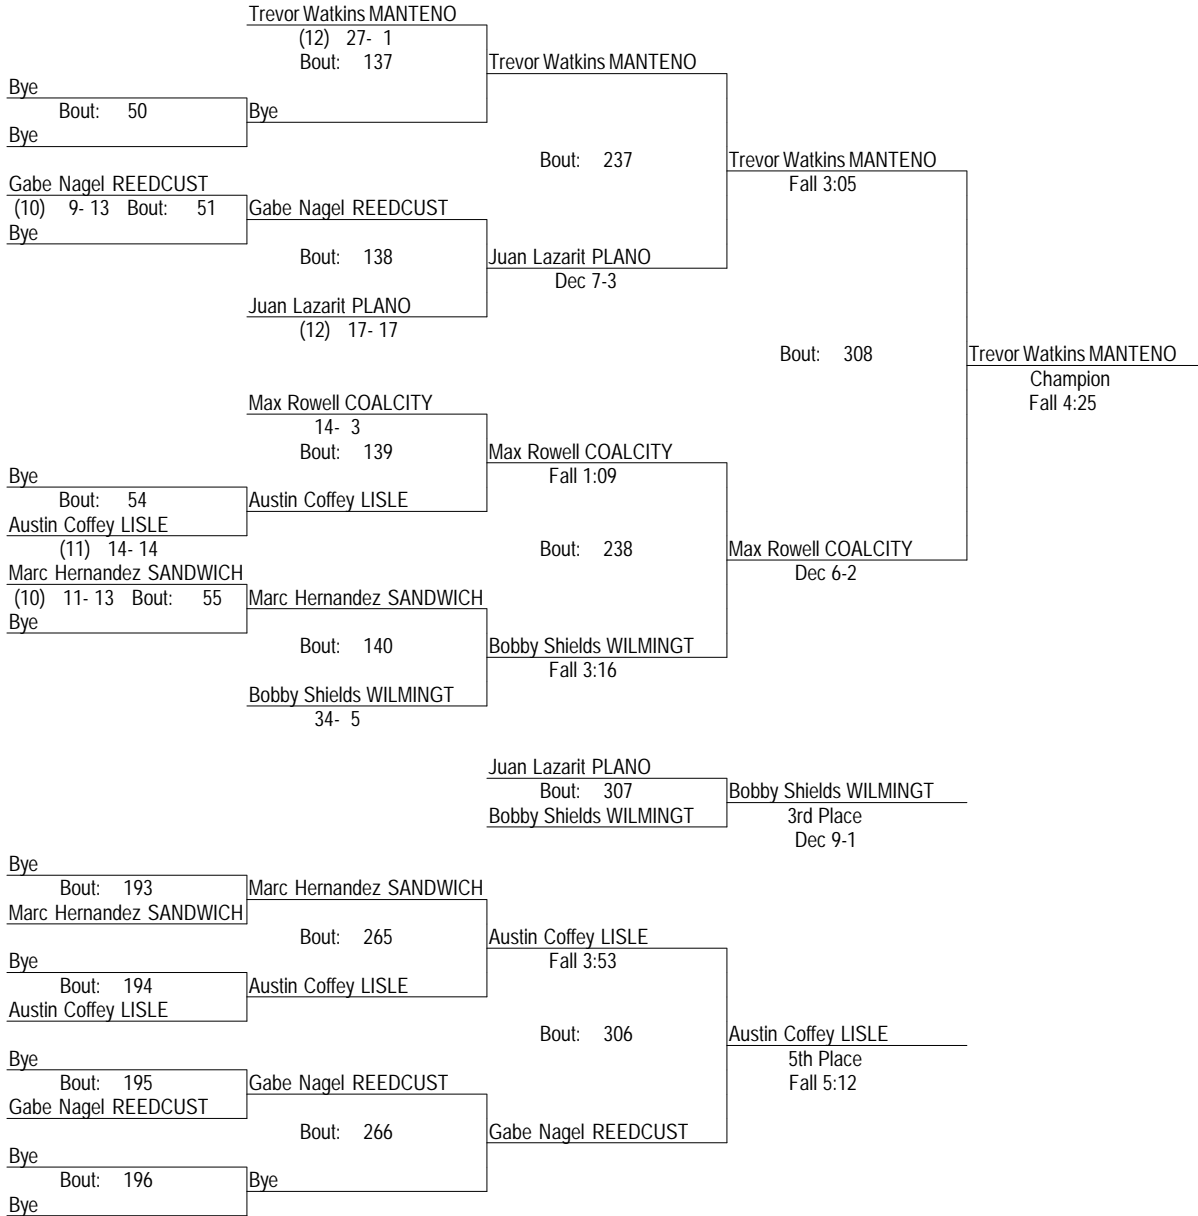 Trevor Watkins MANTENO
(12) 27- 1
Bout: 137
Trevor Watkins MANTENO
Bye
Bout: 50
Bye
Bye
Bout: 237
Trevor Watkins MANTENO
Fall 3:05
Gabe Nagel REEDCUST
(10) 9- 13 Bout: 51
Gabe Nagel REEDCUST
Bye
Bout: 138
Juan Lazarit PLANO
Dec 7-3
Juan Lazarit PLANO
(12) 17- 17
Bout: 308
Trevor Watkins MANTENO
Champion
Fall 4:25
Max Rowell COALCITY
14- 3
Bout: 139
Max Rowell COALCITY
Fall 1:09
Bye
Bout: 54
Austin Coffey LISLE
Austin Coffey LISLE
(11) 14- 14
Bout: 238
Max Rowell COALCITY
Dec 6-2
Marc Hernandez SANDWICH
(10) 11- 13 Bout: 55
Marc Hernandez SANDWICH
Bye
Bout: 140
Bobby Shields WILMINGT
Fall 3:16
Bobby Shields WILMINGT
34- 5
Juan Lazarit PLANO
Bout: 307
Bobby Shields WILMINGT
Bobby Shields WILMINGT
3rd Place
Dec 9-1
Bye
Bout: 193
Marc Hernandez SANDWICH
Marc Hernandez SANDWICH
Bout: 265
Austin Coffey LISLE
Fall 3:53
Bye
Bout: 194
Austin Coffey LISLE
Austin Coffey LISLE
Bout: 306
Austin Coffey LISLE
5th Place
Fall 5:12
Bye
Bout: 195
Gabe Nagel REEDCUST
Gabe Nagel REEDCUST
Bout: 266
Gabe Nagel REEDCUST
Bye
Bout: 196
Bye
Bye